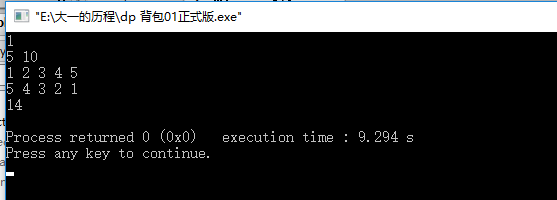 "E:\大一的历程\dp 背包01正式版.exe"
1
5 10
1 2 3 4 5
5 4 3 2 1
14
Process returned 0 (0x0)   execution time : 9.294 s
Press any key to continue.